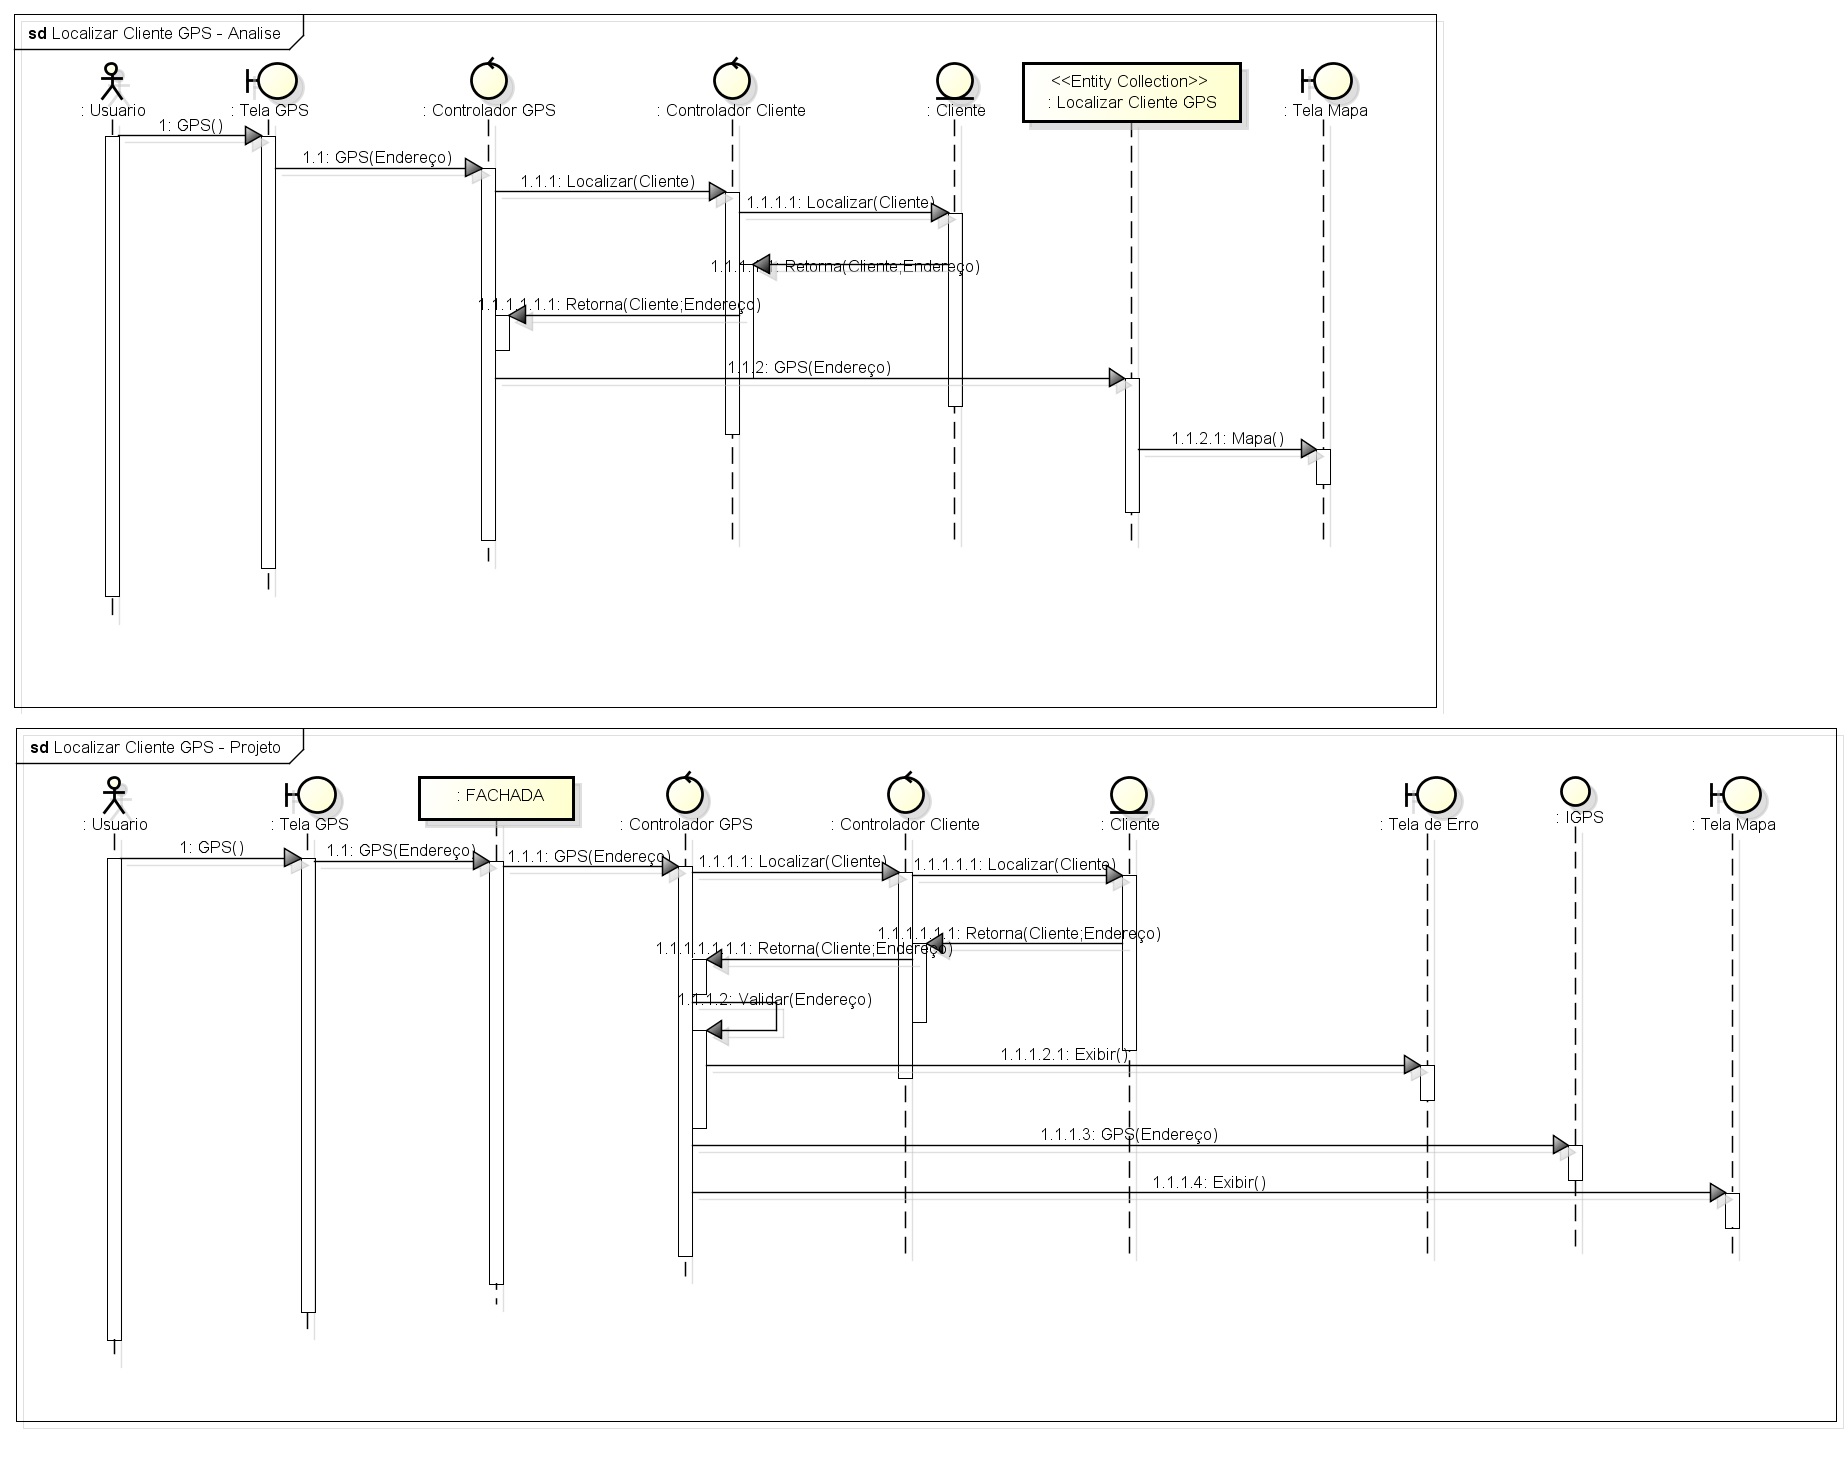 sd Localizar Cliente GPS - Analise
<<Entity Collection>>
: Usuario : Tela GPS : Controlador GPS : Controlador Cliente : Cliente : Localizar Cliente GPS : Tela Mapa
1: GPS()
1.1: GPS(Endereço)
1.1.1: Localizar(Cliente)
1.1.1.1: Localizar(Cliente)
1.1.1.1.1: Retorna(Cliente;Endereço)
1.1.1.1.1.1: Retorna(Cliente;Endereço)
1.1.2: GPS(Endereço)
1.1.2.1: Mapa()
sd Localizar Cliente GPS - Projeto
: Usuario : Tela GPS : FACHADA : Controlador GPS : Controlador Cliente : Cliente : Tela de Erro : IGPS : Tela Mapa
1: GPS()
1.1: GPS(Endereço)
1.1.1: GPS(Endereço)
1.1.1.1: Localizar(Cliente)
1.1.1.1.1: Localizar(Cliente)
1.1.1.1.1.1: Retorna(Cliente;Endereço)
1.1.1.1.1.1.1: Retorna(Cliente;Endereço)
1.1.1.2: Validar(Endereço)
1.1.1.2.1: Exibir()
1.1.1.3: GPS(Endereço)
1.1.1.4: Exibir()